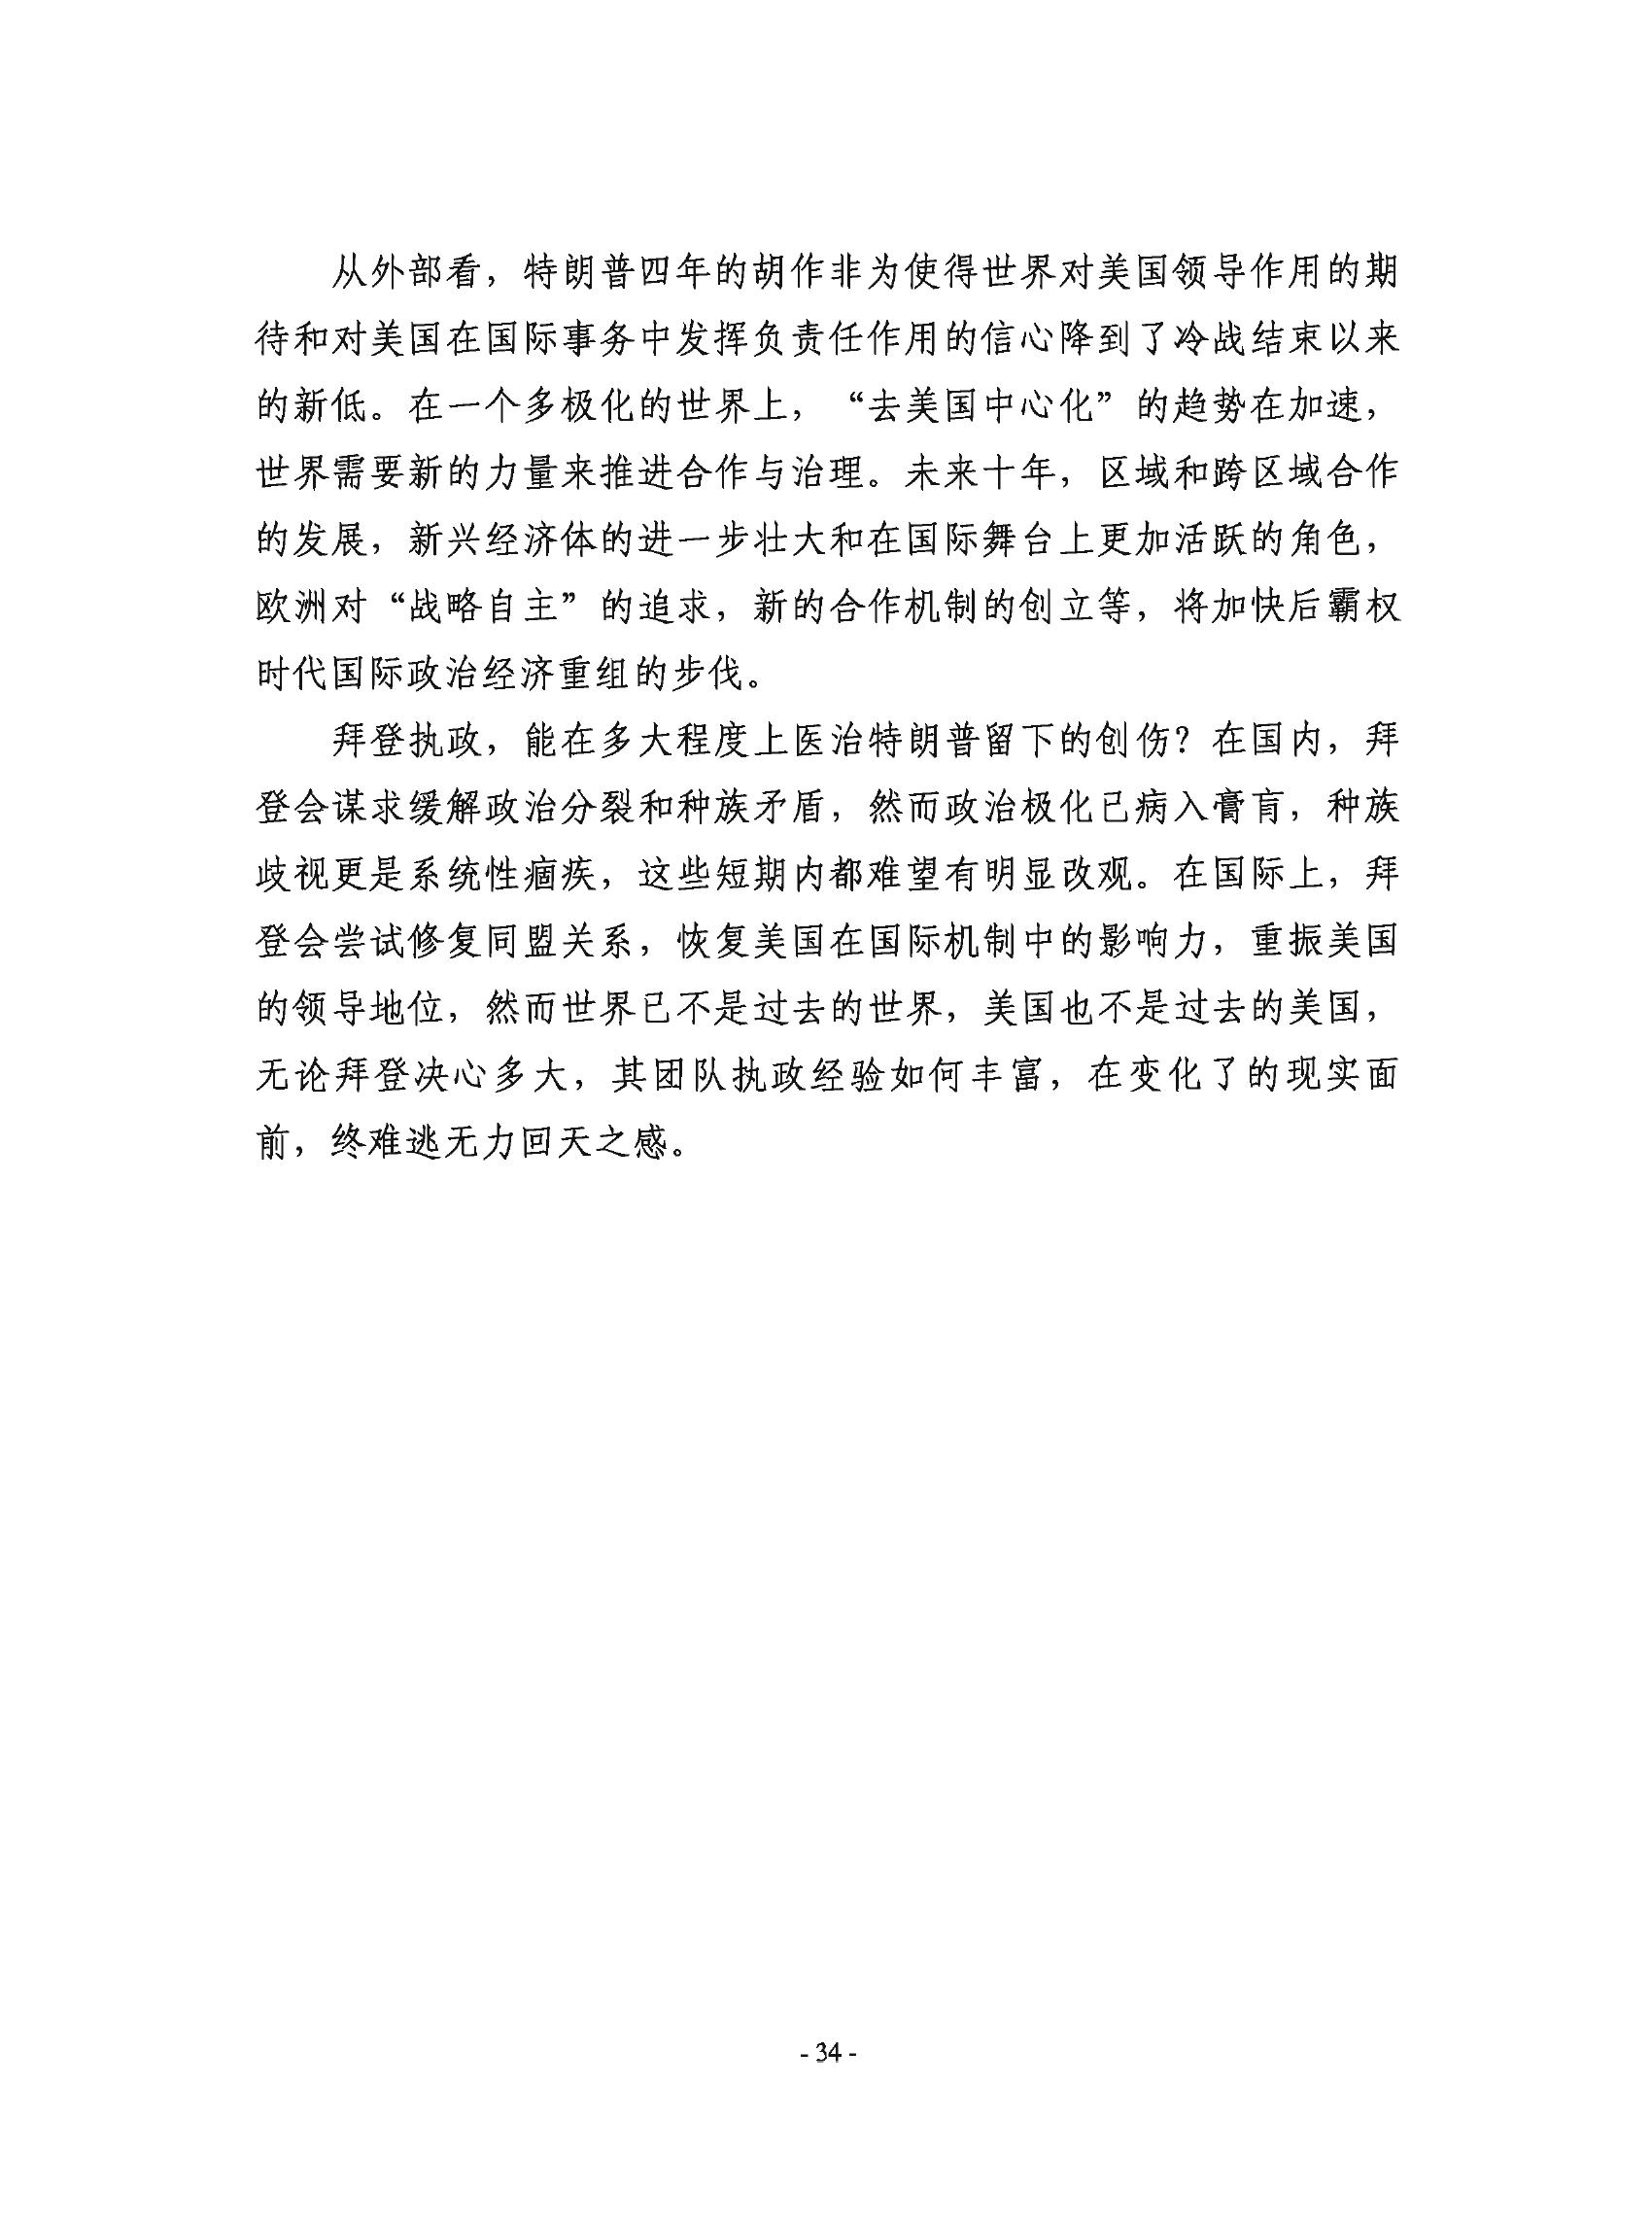 从外部看，特朗普四年的胡作非为使得世界对美国领导作用的期
待和对美国在国际事务中发挥负责任作用的信心降到了冷战结束以来
的新低。在一个多极化的世界上，“去美国中心化”的趋势在加速，
世界需要新的力量来推进合作与治理。未来十年，区域和跨区域合作
的发展，新兴经济体的进一步壮大和在国际舞台上更加活跃的角色，
欧洲对“战略自主”的追求，新的合作机制的创立等，将加快后霸权
时代国际政治经济重组的步伐。
拜登执政，能在多大程度上医治特朗普留下的创伤？在国内，拜
登会谋求缓解政治分裂和种族矛盾，然而政治极化已病入膏肓，种族
歧视更是系统性痼疾，这些短期内都难望有明显改观。在国际上，拜
登会尝试修复同盟关系，恢复美国在国际机制中的影响力，重振美国
的领导地位，然而世界已不是过去的世界，美国也不是过去的美国，
无论拜登决心多大，其团队执政经验如何丰富，在变化了的现实面
前，终难逃无力回天之感。
- 34 -